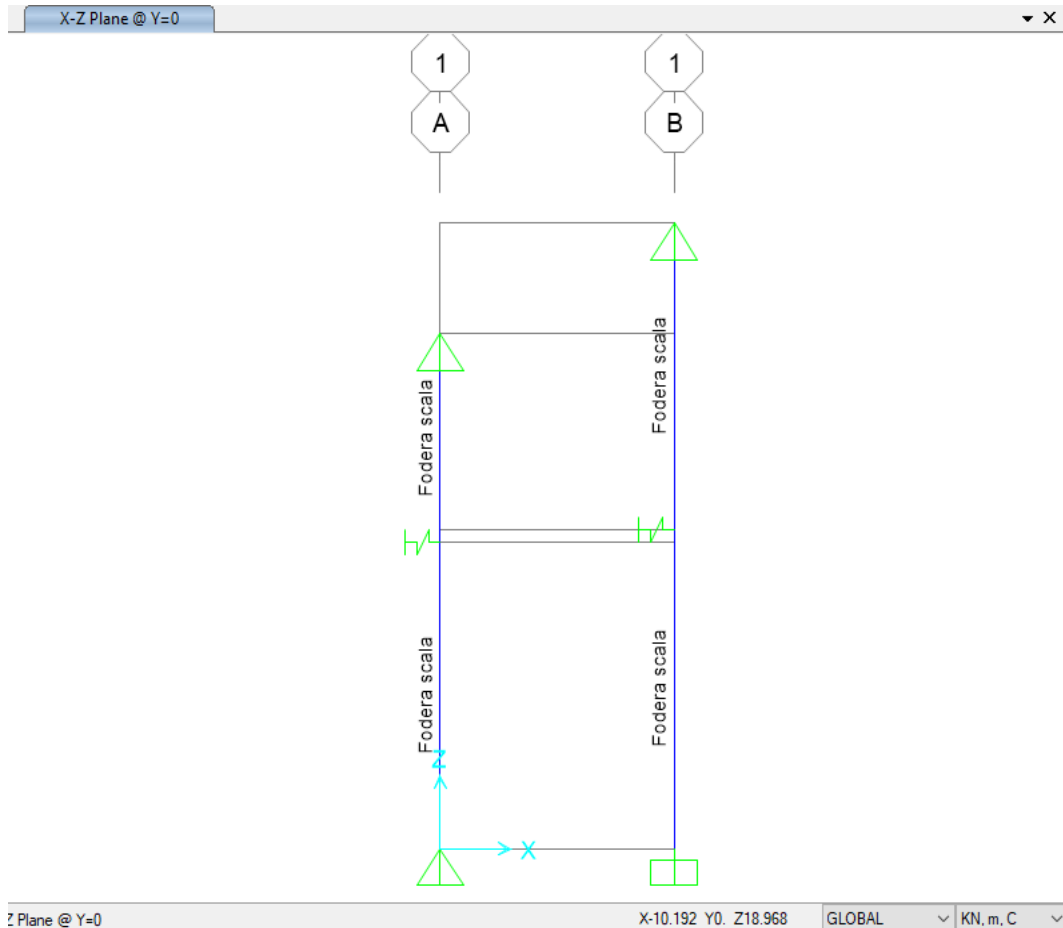 X-Z Plane @ Y=0
1
1
A
B
Fodera scala
Fodera scala
Fodera scala
Fodera scala
Z
X
Z Plane @ Y=0
X-10.192 Y0. Z18.968
GLOBAL
KN, m, C